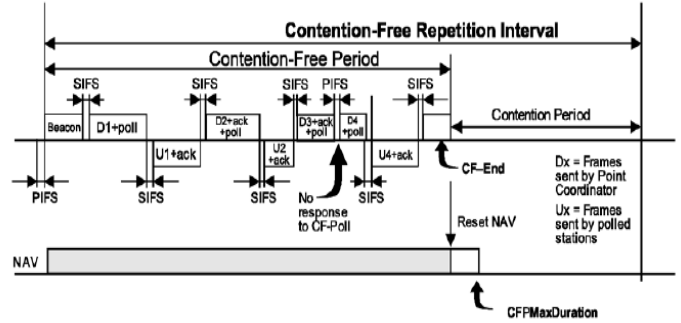 Contention-Free Repetition Interval
Contention-Free Period
SIFS
SIFS
SIFS
PIFS
SIFS
Contention Period
Beacon
D1+poll
D2+ack
+poll
D3+ack
+poll
D4
+poll
U1+ack
U2
+ack
U4+ack
CF-End
Dx = Frames
sent by Point
Coordinator
Ux = Frames
sent by polled
stations
PIFS
SIFS
SIFS
No
response
to CF-Poll
SIFS
Reset NAV
NAV
CFPMaxDuration